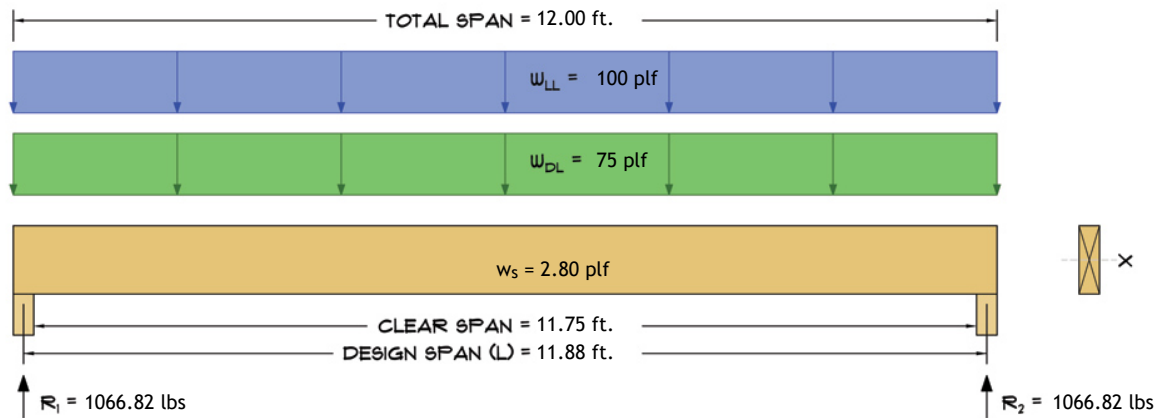 TOTAL SPAN = 12.00 ft.
wLL = 100 plf
wDL = 75 plf
ws = 2.80 plf
X
CLEAR SPAN = 11.75 ft.
DESIGN SPAN (L) = 11.88 ft.
R1 = 1066.82 lbs
R2 = 1066.82 lbs